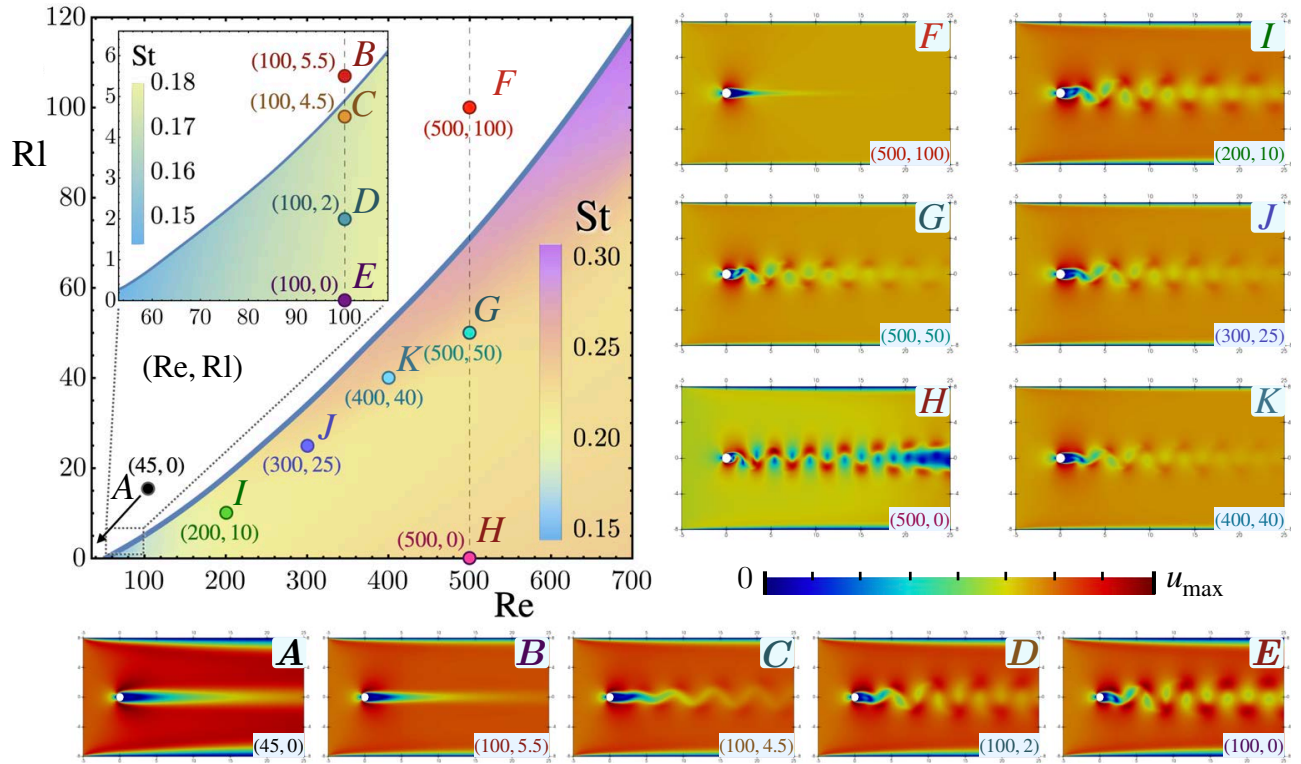 120
100
80
60
40
20
0
Rl
100 200 300 400 500 600 700
Re
6
5
4
3
2
1
0
60 70 80 90 100
St
0.18
0.17
0.16
0.15
B
(100, 5.5)
(100, 4.5)
C
(100, 2)
D
(100, 0)
E
F
(500, 100)
St
0.30
0.25
0.20
0.15
G
(500, 50)
K
(400, 40)
(Re, Rl)
J
(300, 25)
(45, 0)
A
I
(200, 10)
(500, 0)
H
F
(500, 100)
I
(200, 10)
G
(500, 50)
J
(300, 25)
H
(500, 0)
K
(400, 40)
0 u_max
A
(45, 0)
B
(100, 5.5)
C
(100, 4.5)
D
(100, 2)
E
(100, 0)